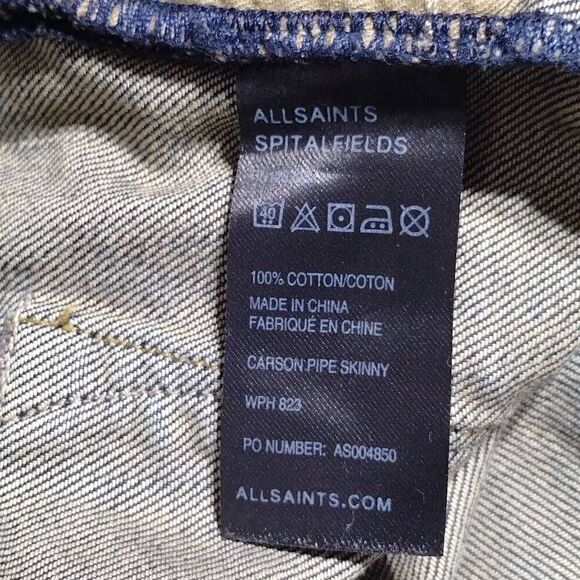 ALLSAINTS
SPITALFIELDS
40
100% COTTON/COTON
MADE IN CHINA
FABRIQUÉ EN CHINE
CARSON PIPE SKINNY
WPH 823
PO NUMBER: AS004850
ALLSAINTS.COM